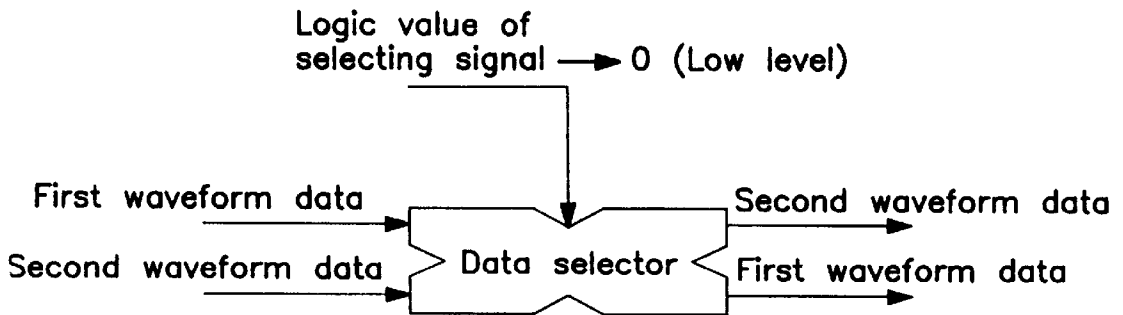 Logic value of
selecting signal → 0 (Low level)
First waveform data
Second waveform data
Data selector
Second waveform data
First waveform data